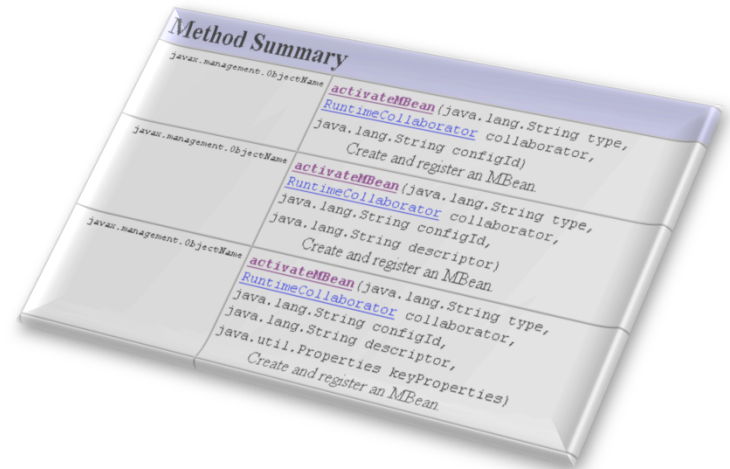 Method Summary
javax.management.ObjectName
activateMBean(java.lang.String type,
RuntimeCollaborator collaborator,
java.lang.String configId)
Create and register an MBean.
javax.management.ObjectName
activateMBean(java.lang.String type,
RuntimeCollaborator collaborator,
java.lang.String configId,
java.lang.String descriptor)
Create and register an MBean.
javax.management.ObjectName
activateMBean(java.lang.String type,
RuntimeCollaborator collaborator,
java.lang.String configId,
java.lang.String descriptor,
java.util.Properties keyProperties)
Create and register an MBean.